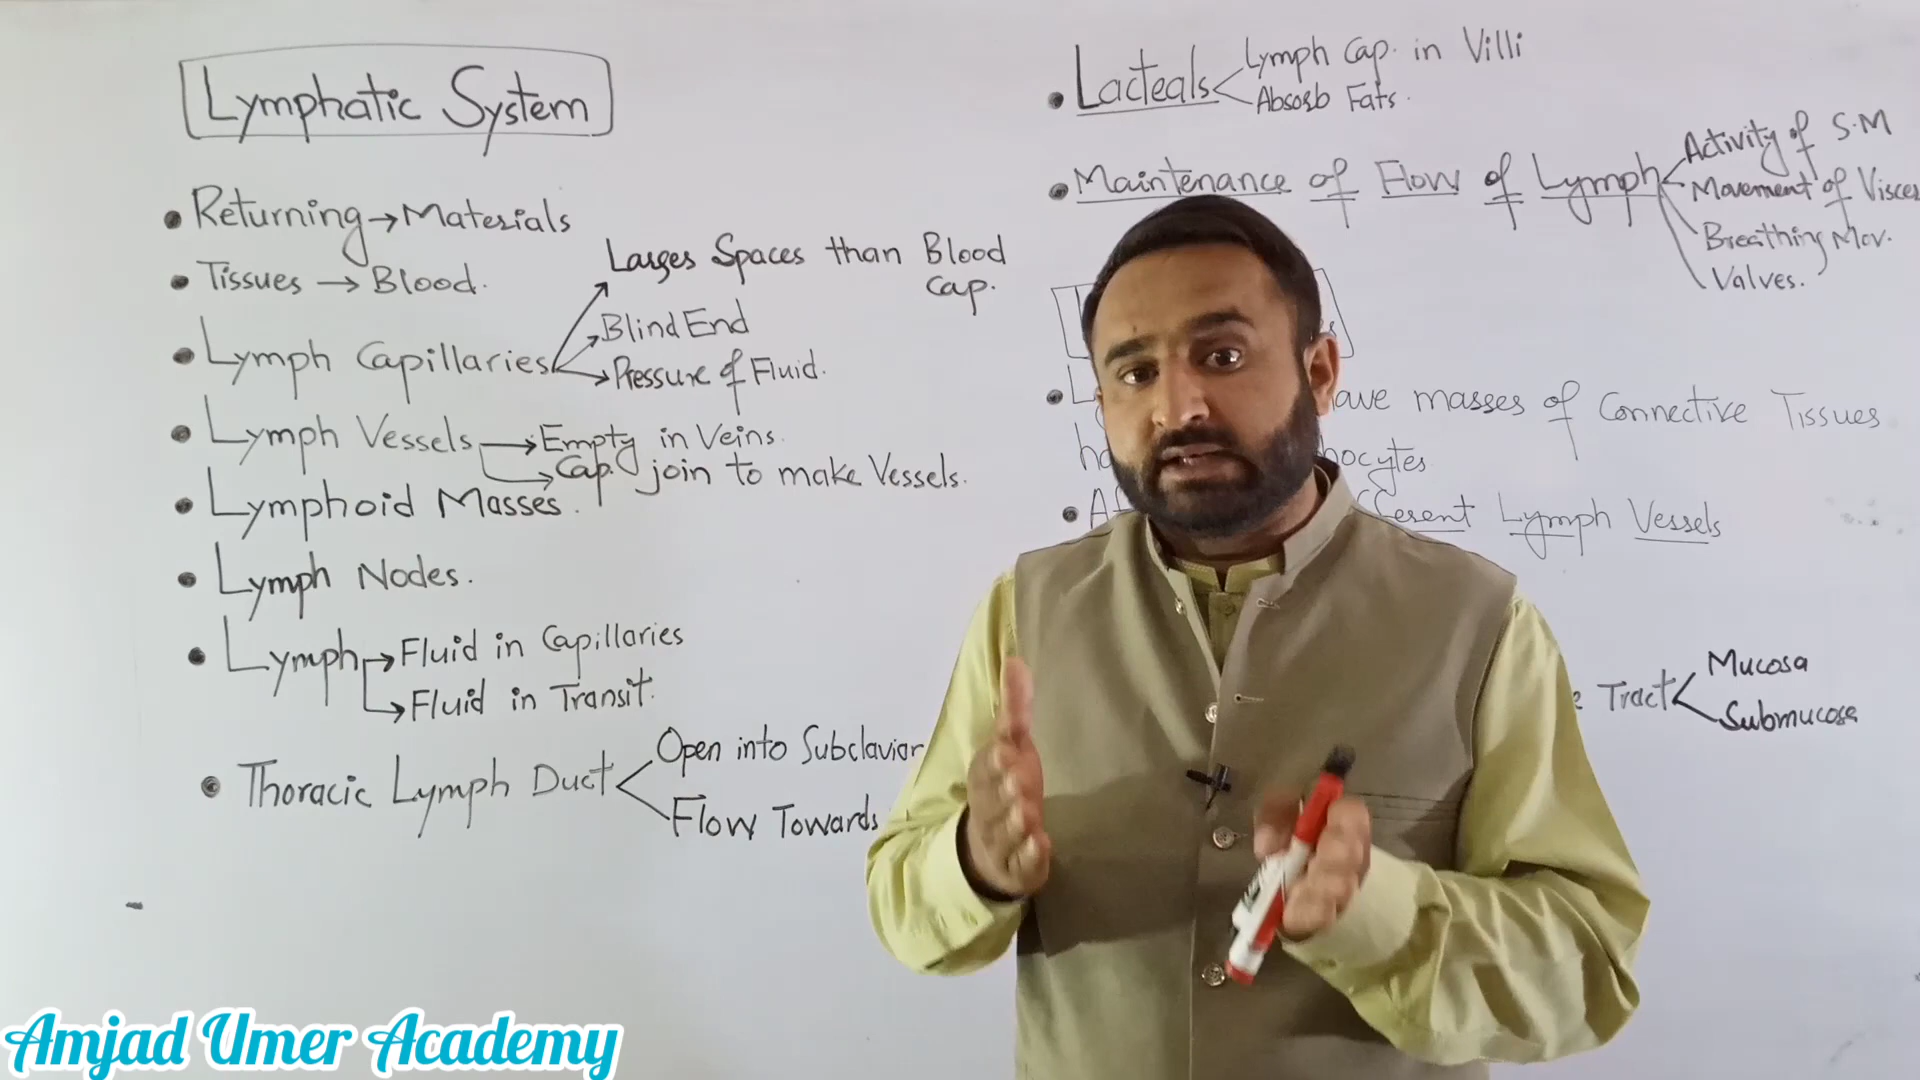 Lymphatic System
• Returning → Materials
• Tissues → Blood.
• Lymph Capillaries
Larges Spaces than Blood
Cap.
Blind End
Pressure of Fluid.
• Lymph Vessels → Empty in Veins.
Cap. join to make Vessels.
• Lymphoid Masses.
• Lymph Nodes.
• Lymph → Fluid in Capillaries
→ Fluid in Transit.
• Thoracic Lymph Duct
Open into Subclavian
Flow Towards
• Lacteals
Lymph Cap. in Villi
Absorb Fats.
• Maintenance of Flow of Lymph
Activity of S.M
Movement of
Breathing Mov.
Valves.
masses of Connective Tissues
Lymph Vessels
Tract
Mucosa
Submucosa
Amjad Umer Academy